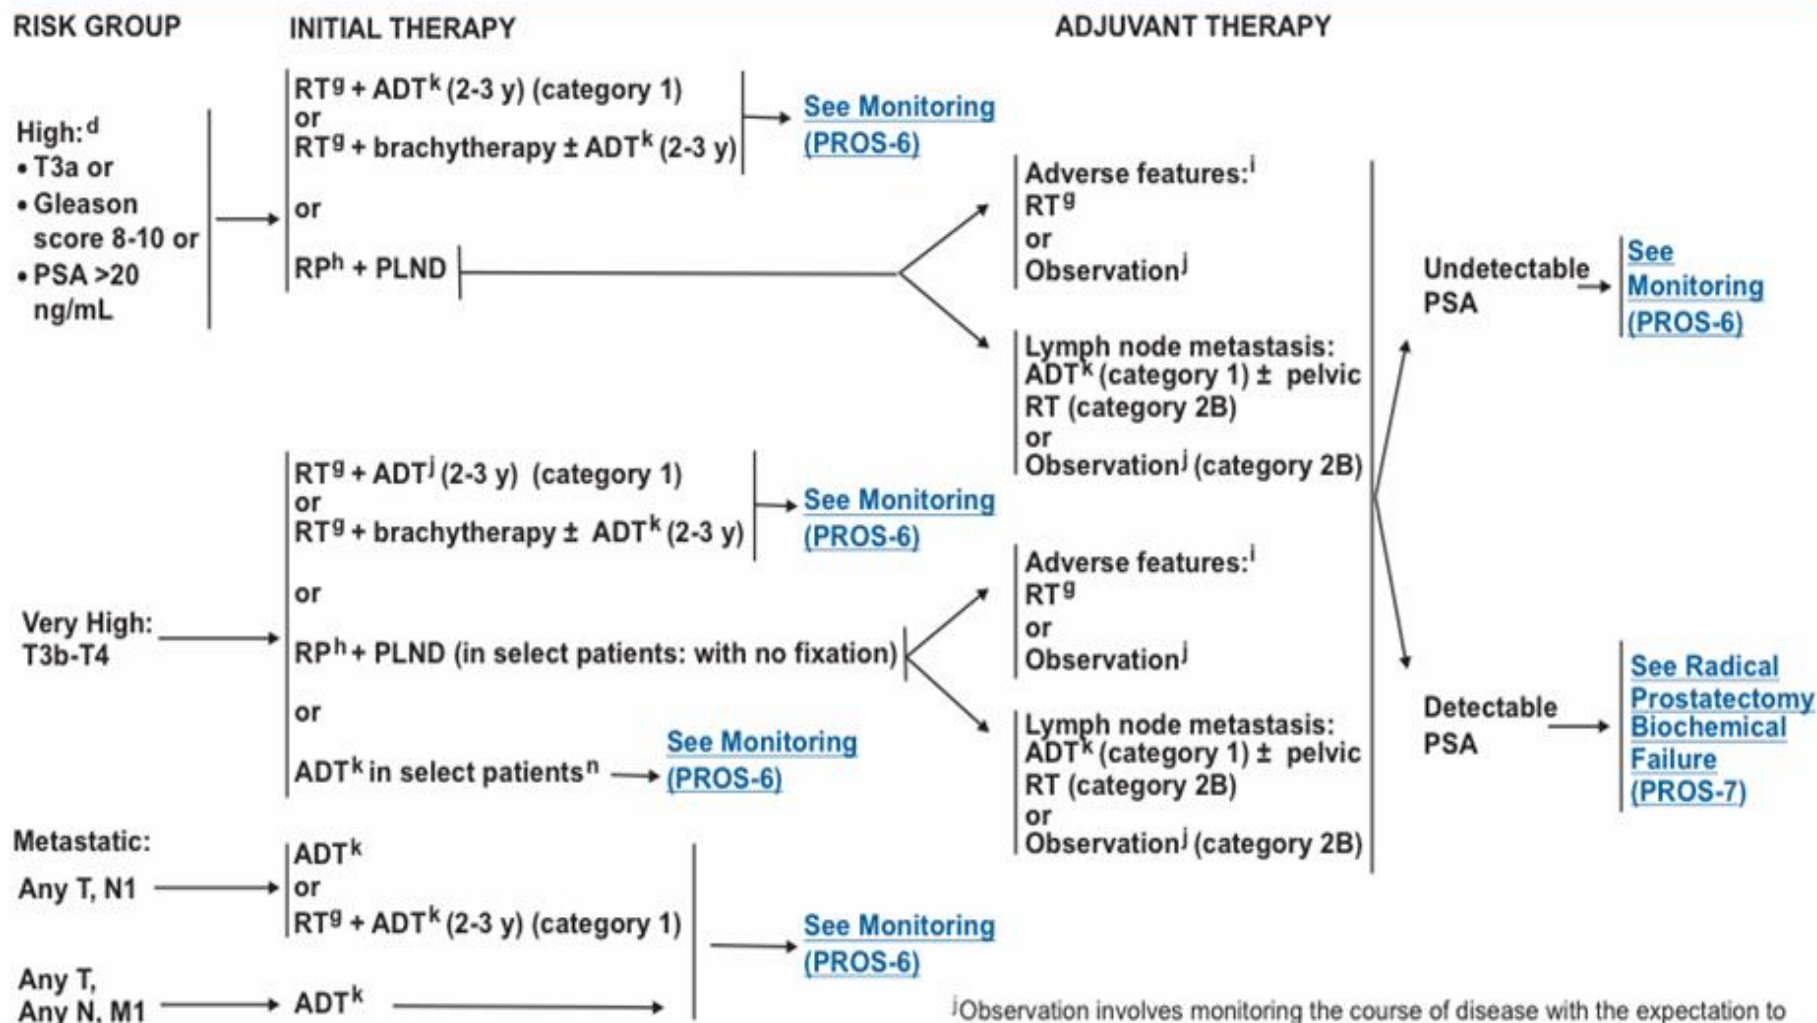 RISK GROUP
INITIAL THERAPY
ADJUVANT THERAPY
High:d
• T3a or
• Gleason
score 8-10 or
• PSA >20
ng/mL
RTg + ADTk (2-3 y) (category 1)
or
RTg + brachytherapy ± ADTk (2-3 y)
See Monitoring
(PROS-6)
or
RPh + PLND
Adverse features:i
RTg
or
Observationj
Lymph node metastasis:
ADTk (category 1) ± pelvic
RT (category 2B)
or
Observationj (category 2B)
Undetectable
PSA
See
Monitoring
(PROS-6)
Very High:
T3b-T4
RTg + ADTj (2-3 y) (category 1)
or
RTg + brachytherapy ± ADTk (2-3 y)
See Monitoring
(PROS-6)
or
RPh + PLND (in select patients: with no fixation)
or
ADTk in select patientsn
See Monitoring
(PROS-6)
Adverse features:i
RTg
or
Observationj
Lymph node metastasis:
ADTk (category 1) ± pelvic
RT (category 2B)
or
Observationj (category 2B)
Detectable
PSA
See Radical
Prostatectomy
Biochemical
Failure
(PROS-7)
Metastatic:
Any T, N1
ADTk
or
RTg + ADTk (2-3 y) (category 1)
See Monitoring
(PROS-6)
Any T,
Any N, M1
ADTk
jObservation involves monitoring the course of disease with the expectation to